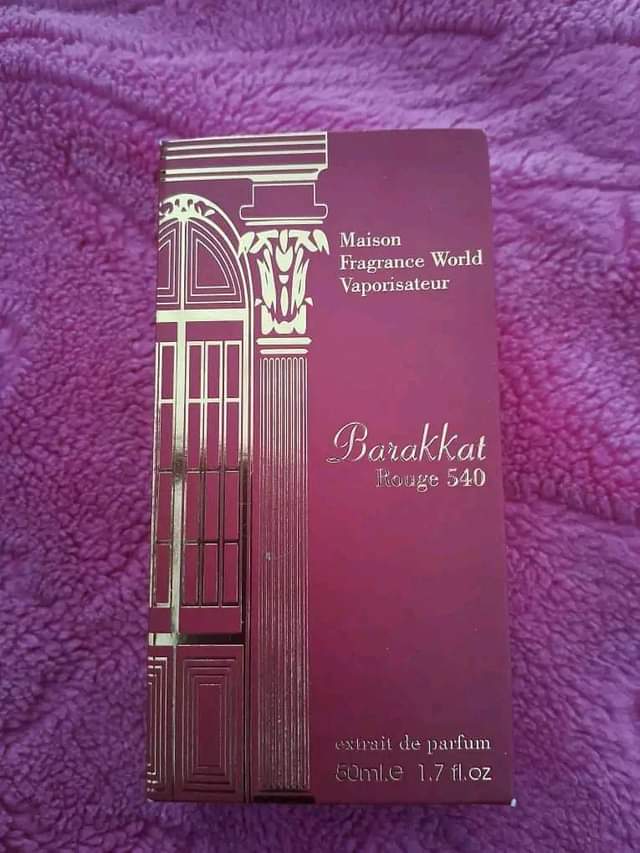 Maison
Fragrance World
Vaporisateur
Barakkat
Rouge 540
extrait de parfum
50ml.e 1.7 fl.oz